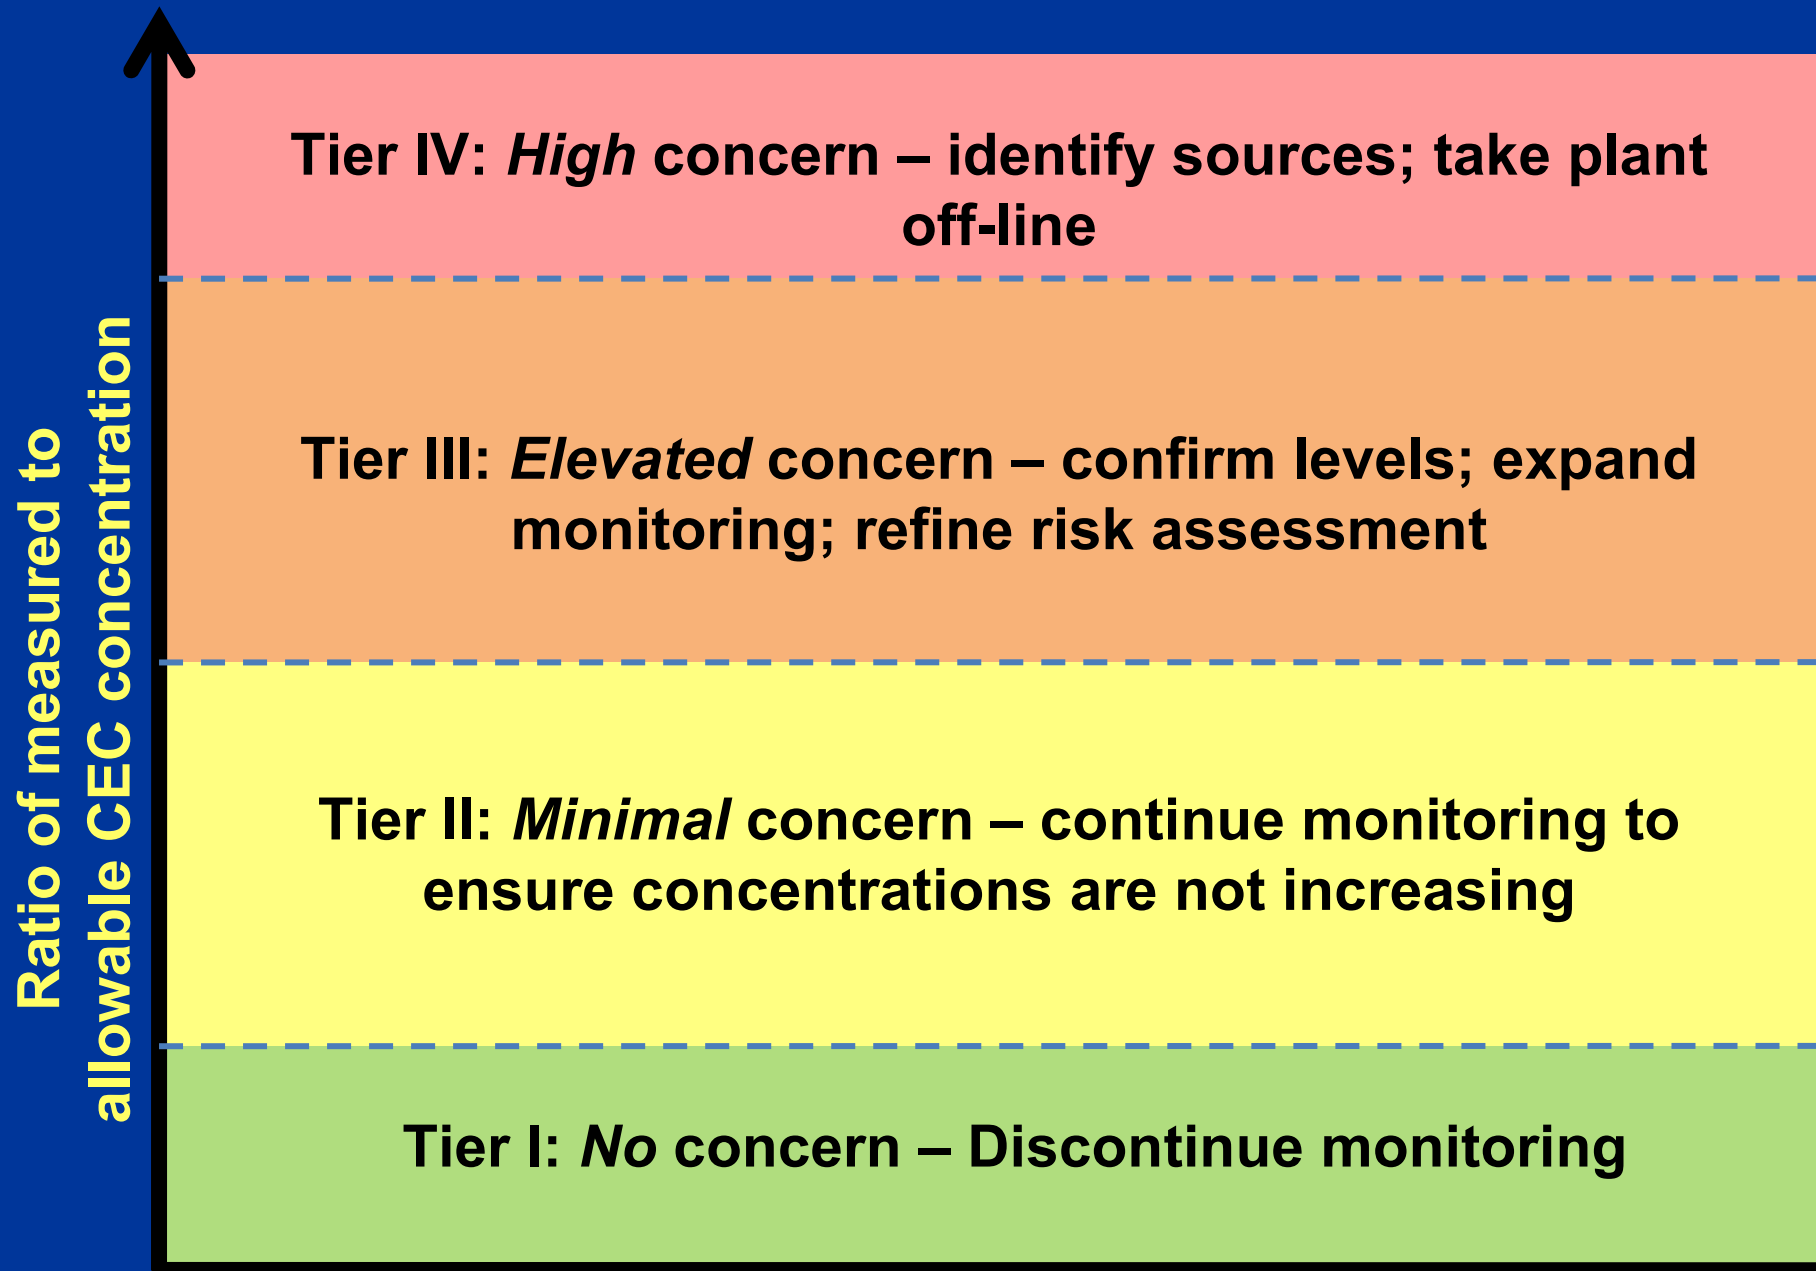 Ratio of measured to
allowable CEC concentration
Tier IV: High concern – identify sources; take plant
off-line
Tier III: Elevated concern – confirm levels; expand
monitoring; refine risk assessment
Tier II: Minimal concern – continue monitoring to
ensure concentrations are not increasing
Tier I: No concern – Discontinue monitoring